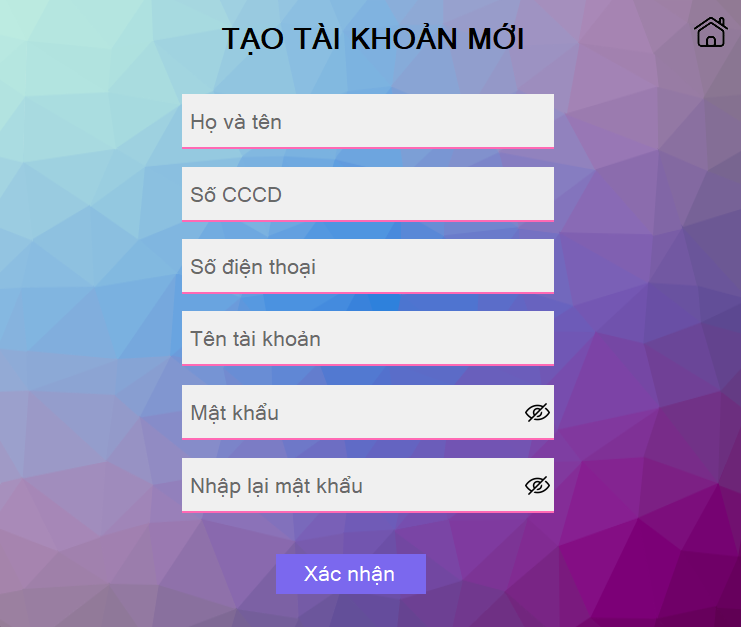 TẠO TÀI KHOẢN MỚI
Họ và tên
Số CCCD
Số điện thoại
Tên tài khoản
Mật khẩu
Nhập lại mật khẩu
Xác nhận